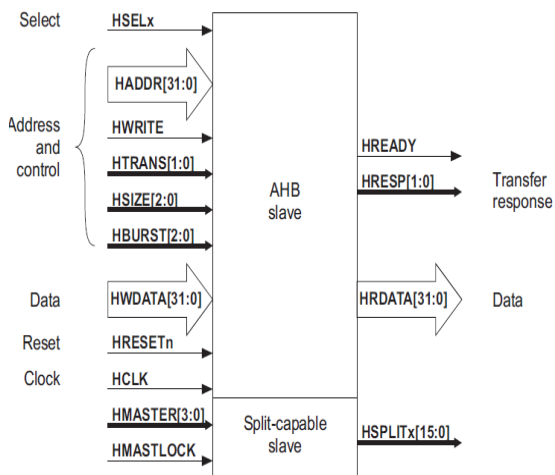 Select
HSELx
HADDR[31:0]
Address
and
control
HWRITE
HTRANS[1:0]
HSIZE[2:0]
HBURST[2:0]
HREADY
HRESP[1:0]
Transfer
response
AHB
slave
Data
HWDATA[31:0]
HRDATA[31:0]
Data
Reset
HRESETn
Clock
HCLK
HMASTER[3:0]
HMASTLOCK
Split-capable
slave
HSPLITx[15:0]